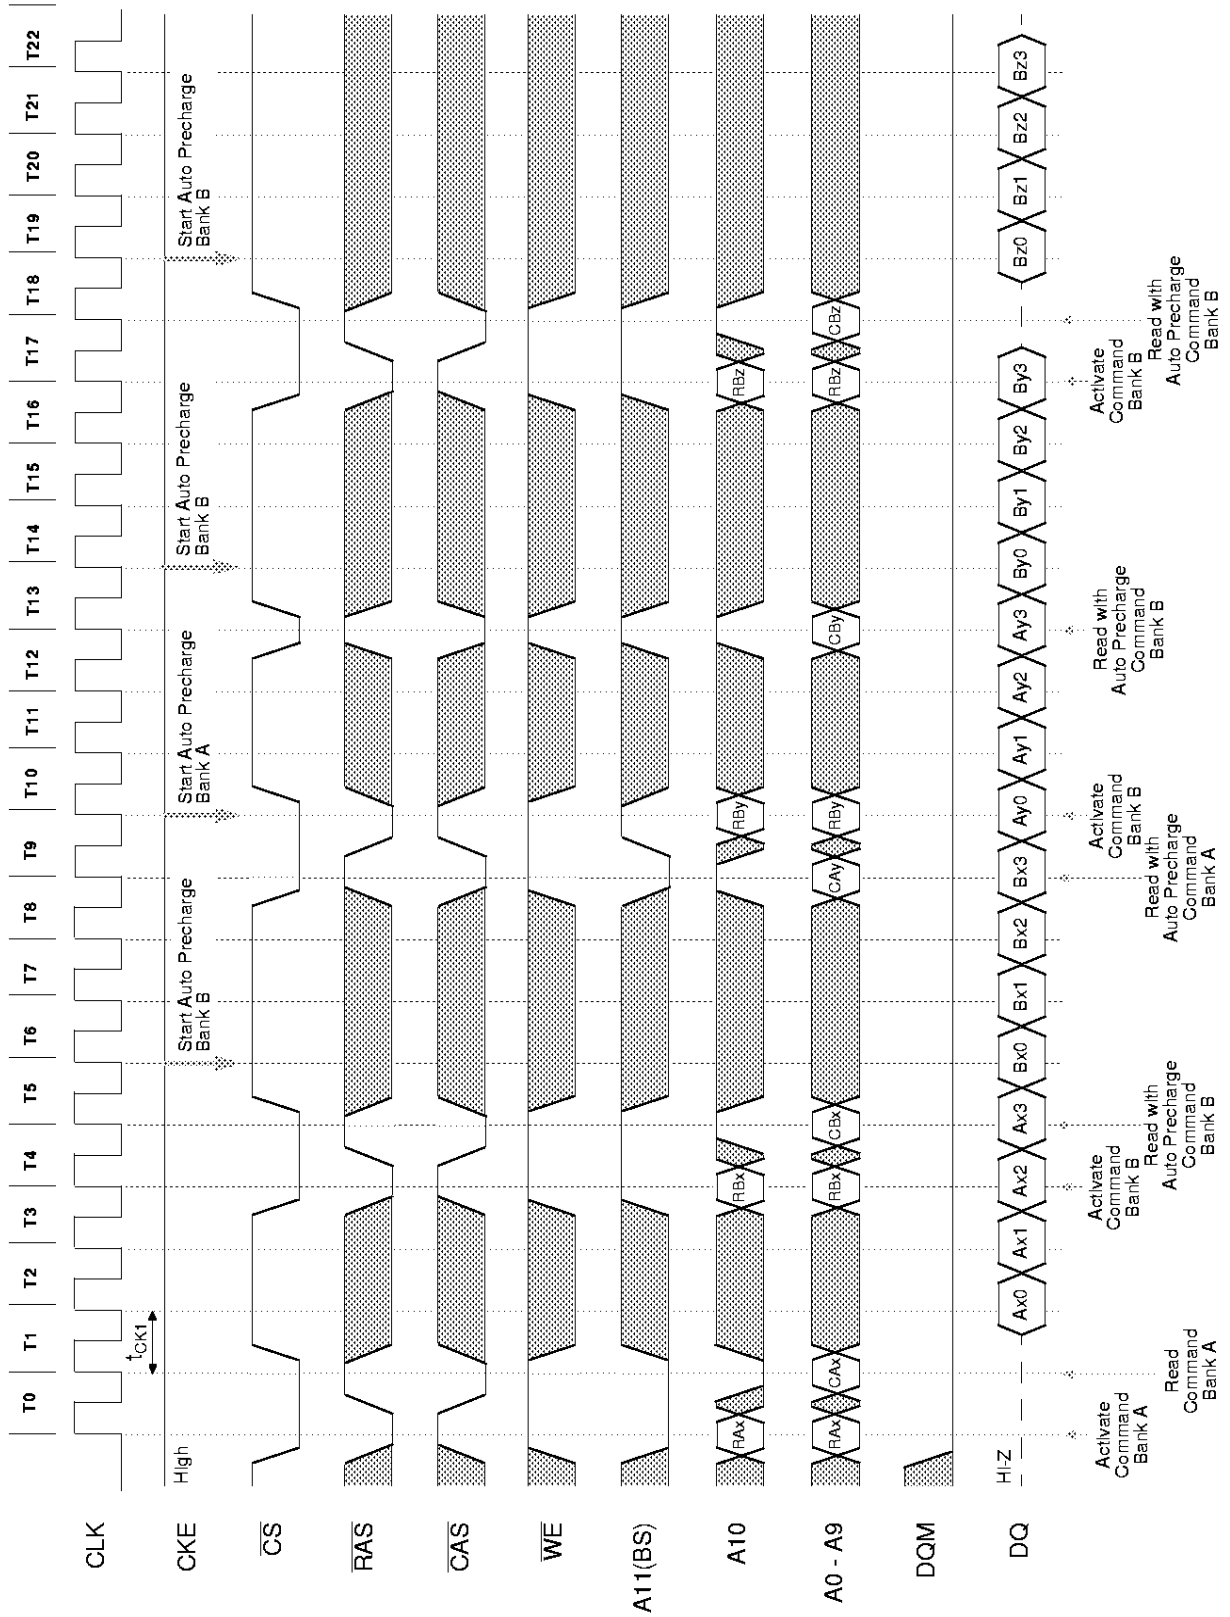 T0 T1 T2 T3 T4 T5 T6 T7 T8 T9 T10 T11 T12 T13 T14 T15 T16 T17 T18 T19 T20 T21 T22
CLK
tCK1
CKE
High
Start Auto Precharge
Bank B
Start Auto Precharge
Bank A
Start Auto Precharge
Bank B
Start Auto Precharge
Bank B
CS
RAS
CAS
WE
A11(BS)
A10
RAx RBx RBy RBz
A0 - A9
RAx CAx RBx CBx CAy RBy CBy RBz CBz
DQM
DQ
HI-Z
Ax0 Ax1 Ax2 Ax3 Bx0 Bx1 Bx2 Bx3 Ay0 Ay1 Ay2 Ay3 By0 By1 By2 By3 Bz0 Bz1 Bz2 Bz3
Activate
Command
Bank A
Read
Command
Bank A
Activate
Command
Bank B
Read with
Auto Precharge
Command
Bank B
Read with
Auto Precharge
Command
Bank A
Activate
Command
Bank B
Read with
Auto Precharge
Command
Bank B
Activate
Command
Bank B
Read with
Auto Precharge
Command
Bank B